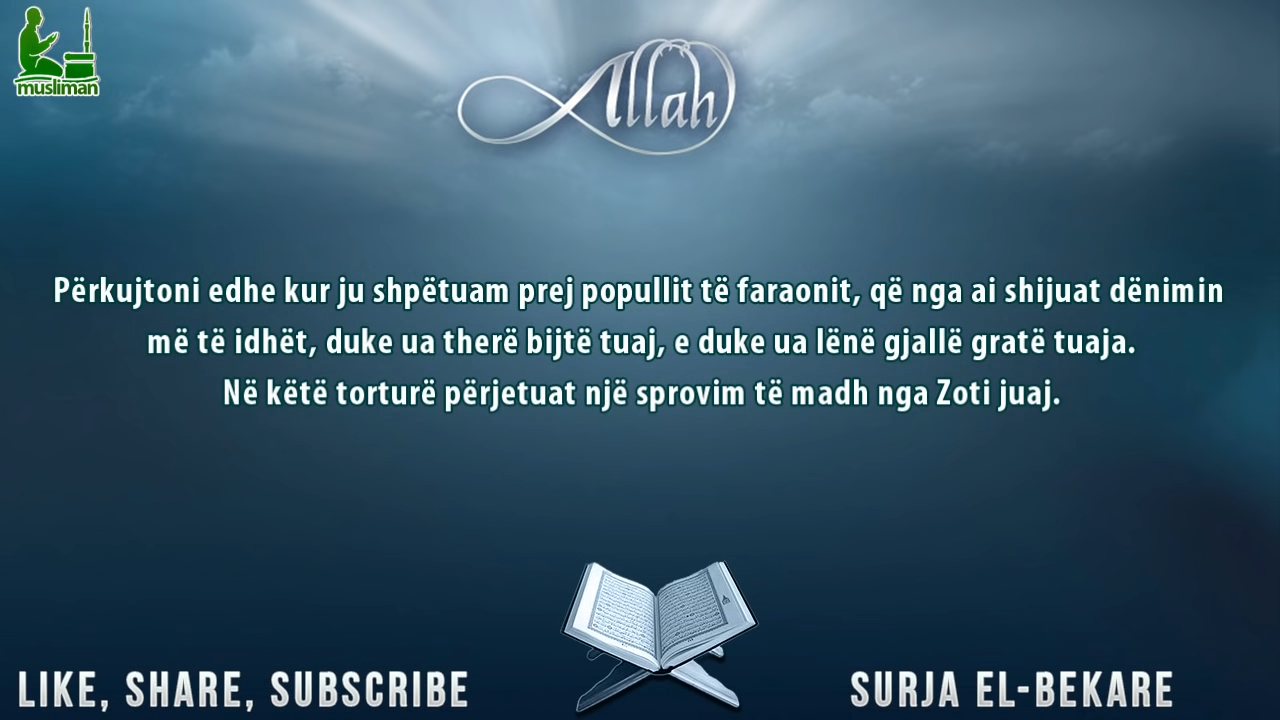 musliman
Allah
Përkujtoni edhe kur ju shpëtuam prej popullit të faraonit, që nga ai shijuat dënimin
më të idhët, duke ua therë bijtë tuaj, e duke ua lënë gjallë gratë tuaja.
Në këtë torturë përjetuat një sprovim të madh nga Zoti juaj.
LIKE, SHARE, SUBSCRIBE
SURJA EL-BEKARE